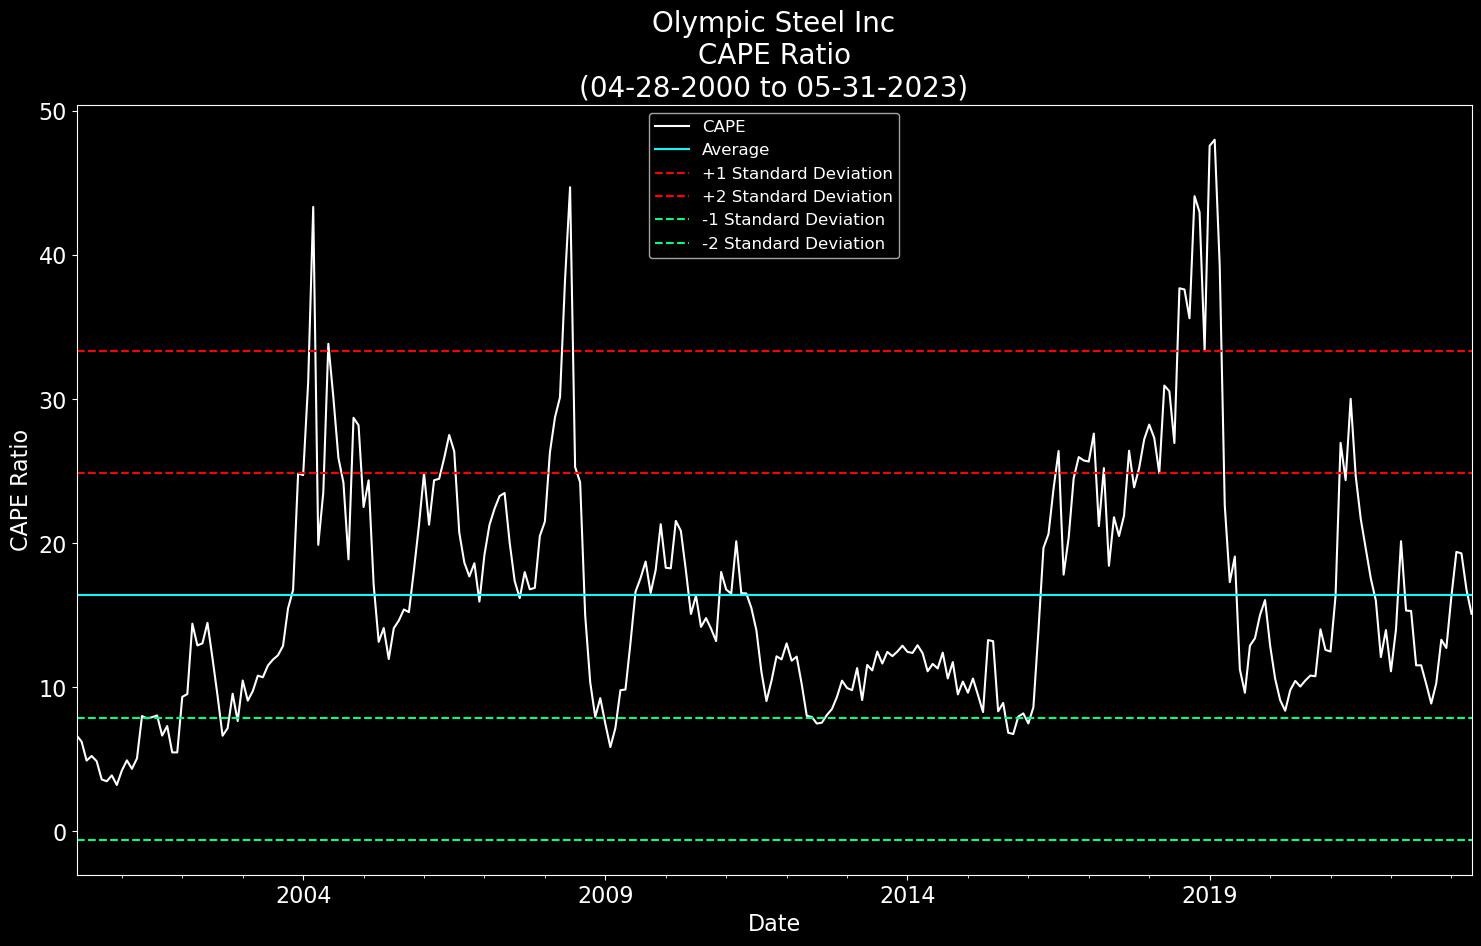 Olympic Steel Inc
CAPE Ratio
(04-28-2000 to 05-31-2023)
CAPE
Average
+1 Standard Deviation
+2 Standard Deviation
-1 Standard Deviation
-2 Standard Deviation
CAPE Ratio
50
40
30
20
10
0
2004
2009
2014
2019
Date